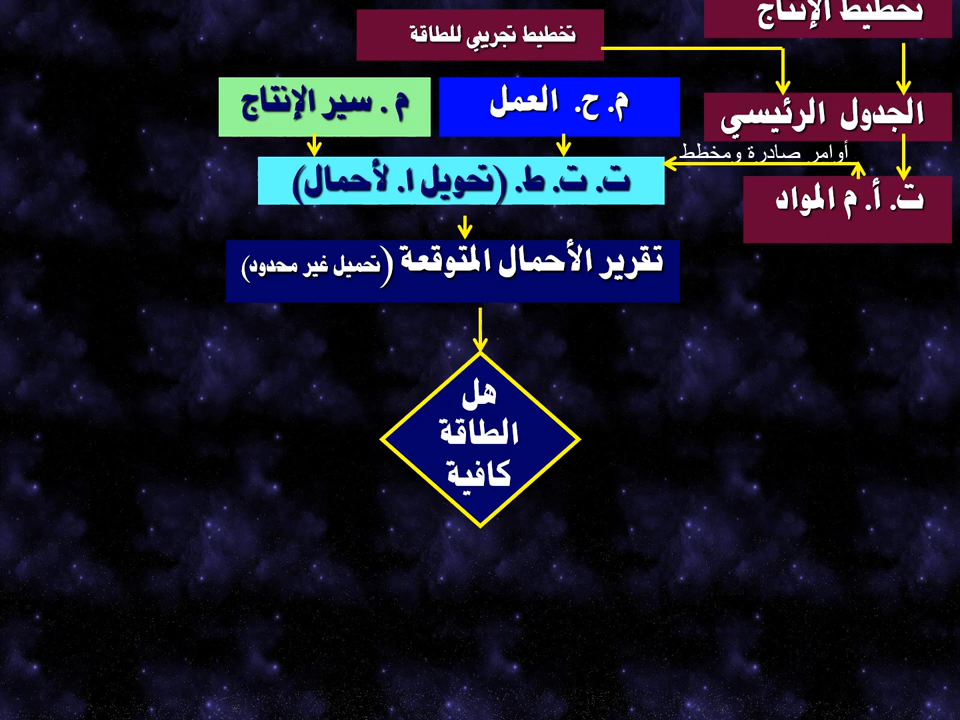 تخطيط الإنتاج
تخطيط تجريبي للطاقة
الجدول الرئيسي
م. ح. العمل
م . سير الإنتاج
أوامر صادرة ومخطط
ت. ت. ط. (تحويل ا. لأحمال)
ت. أ. م المواد
تقرير الأحمال المتوقعة (تحميل غير محدود)
هل
الطاقة
كافية